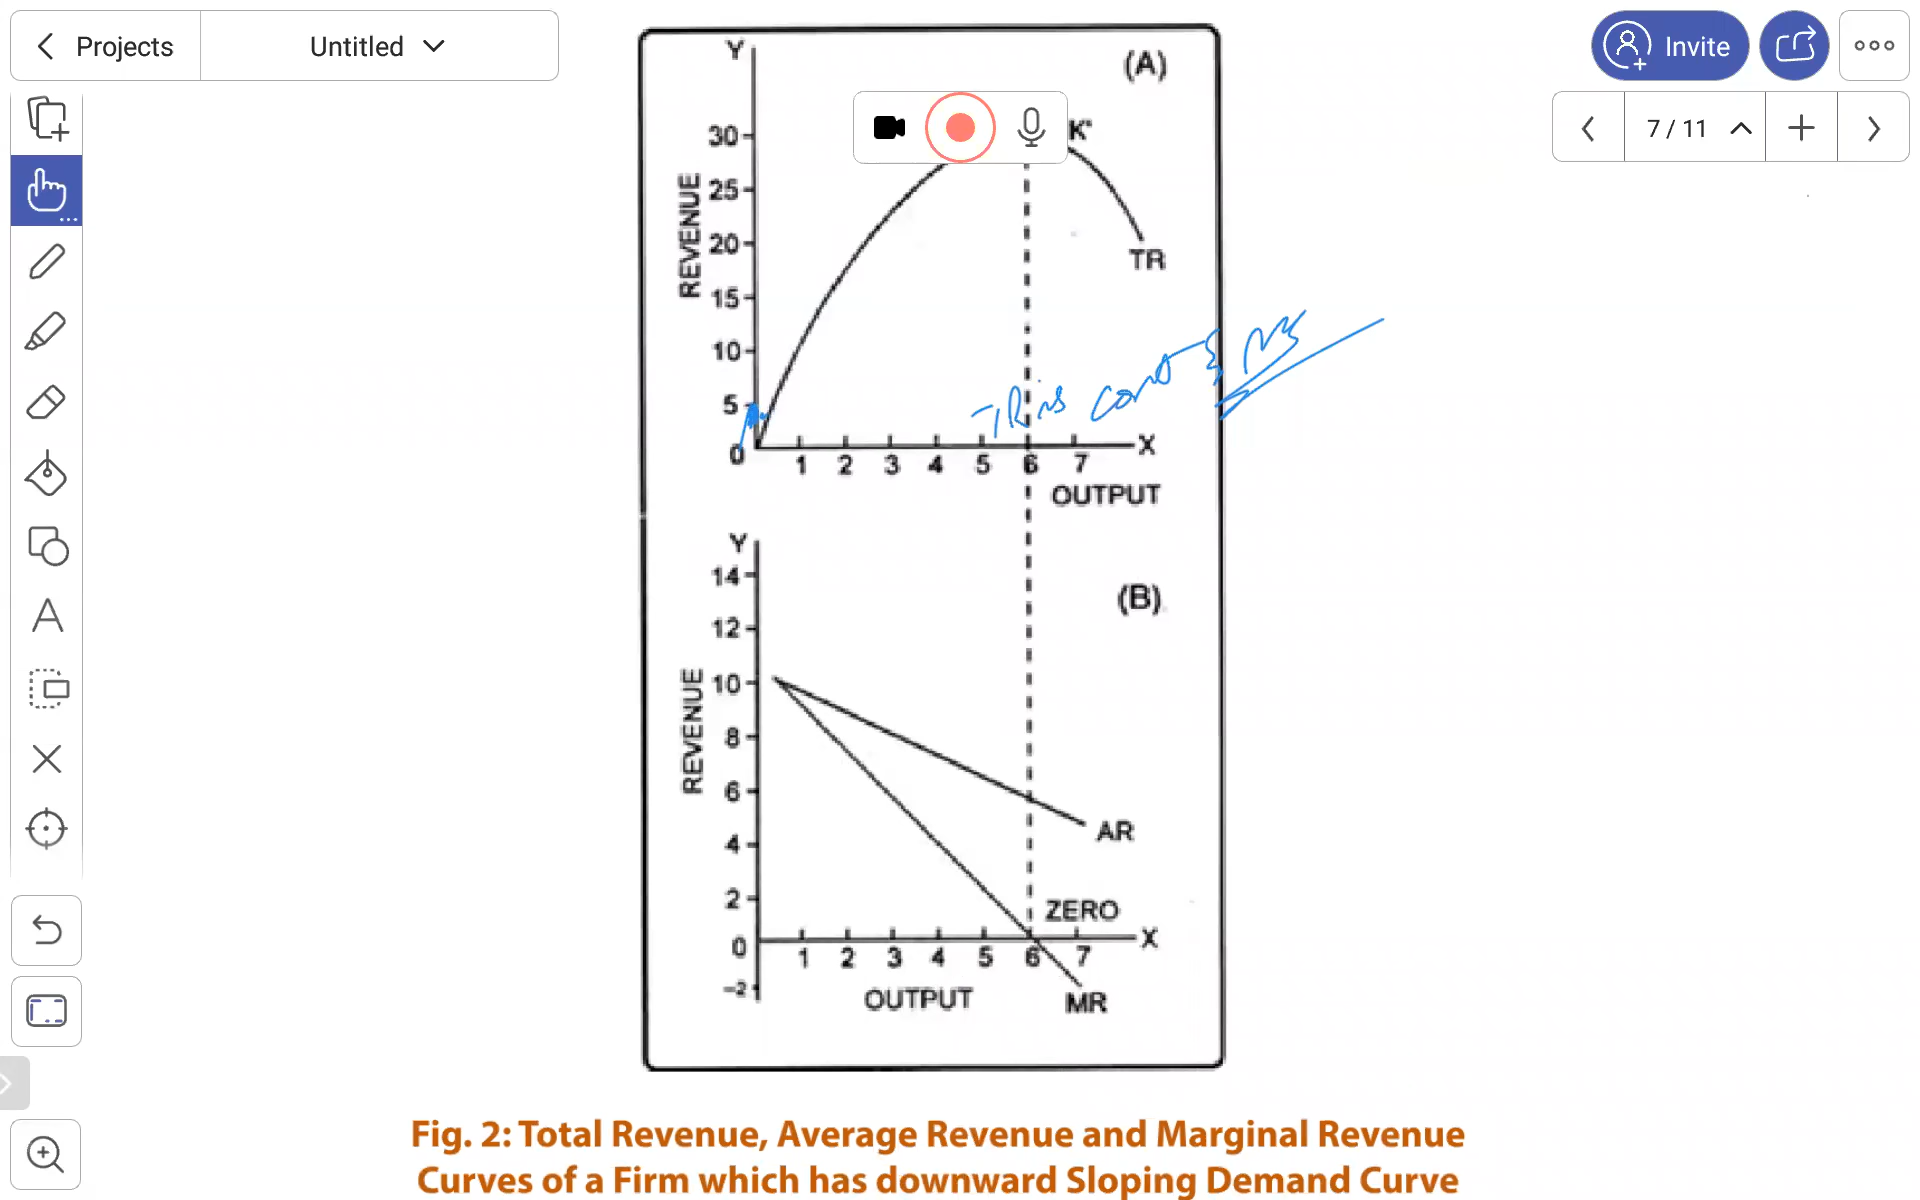 Projects
Untitled
Invite
7 / 11
Y
(A)
K'
30
25
20
15
10
5
0
REVENUE
TR
TR is const &
1 2 3 4 5 6 7
X
OUTPUT
Y
14
12
10
8
6
4
2
0
-2
(B)
REVENUE
AR
ZERO
1 2 3 4 5 6 7
X
OUTPUT
MR
A
Fig. 2: Total Revenue, Average Revenue and Marginal Revenue
Curves of a Firm which has downward Sloping Demand Curve